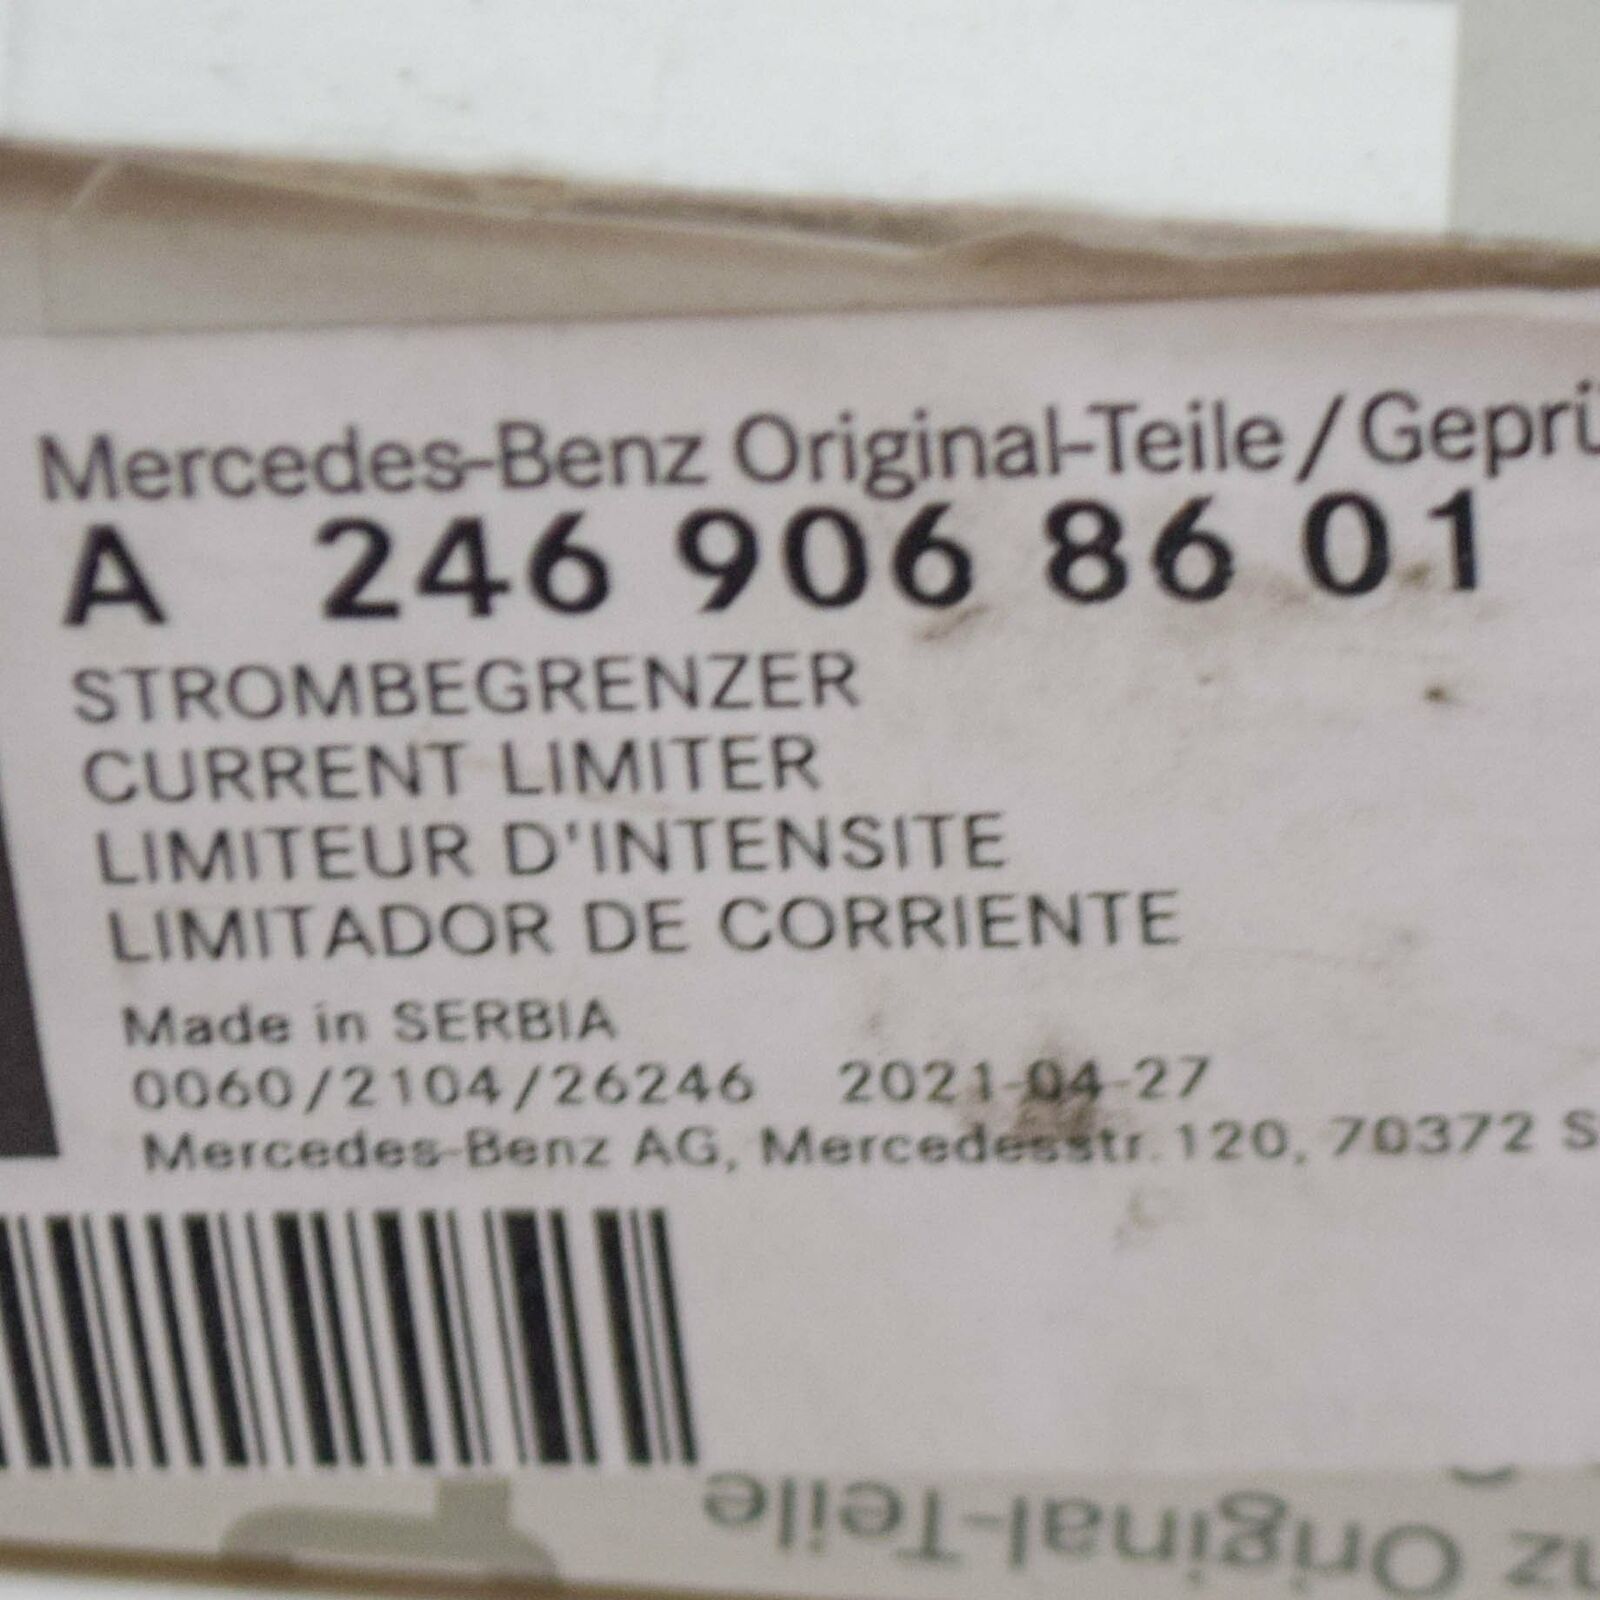 Mercedes-Benz Original-Teile / Geprü
A 246 906 86 01
STROMBEGRENZER
CURRENT LIMITER
LIMITEUR D'INTENSITE
LIMITADOR DE CORRIENTE
Made in SERBIA
0060/2104/26246 2021-04-27
Mercedes-Benz AG, Mercedesstr. 120, 70372 S
nz Original-Teile